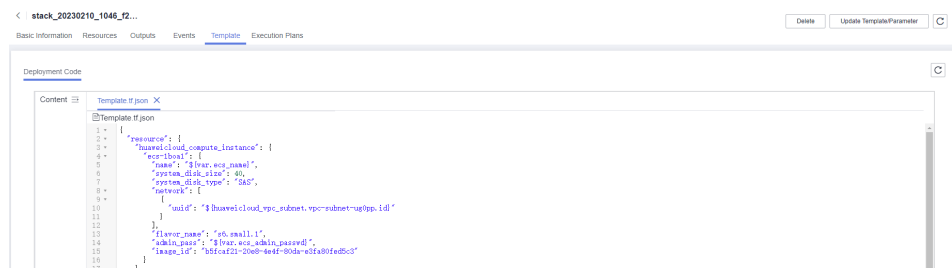 < stack_20230210_1046_f2...
Delete Update Template/Parameter
Basic Information Resources Outputs Events Template Execution Plans
Deployment Code
Content Template.tf.json X
Template.tf.json
1 {
2 "resource": {
3 "huaweicloud_compute_instance": {
4 "ecs-1boa1": {
5 "name": "${var.ecs_name}",
6 "system_disk_size": 40,
7 "system_disk_type": "SAS",
8 "network": [
9 {
10 "uuid": "${huaweicloud_vpc_subnet.vpc-subnet-ug0pp.id}"
11 }
12 ],
13 "flavor_name": "s6.small.1",
14 "admin_pass": "${var.ecs_admin_passwd}",
15 "image_id": "b5fcaf21-20e8-4e4f-80da-e3fa80fed5c3"
16 }
17 }